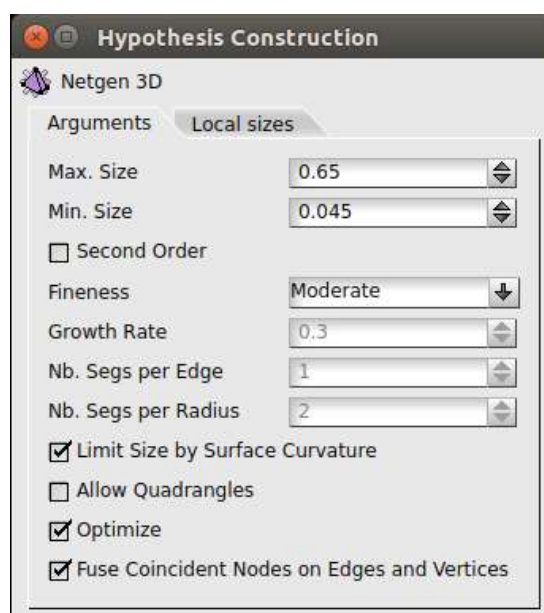 Hypothesis Construction
Netgen 3D
Arguments Local sizes
Max. Size 0.65
Min. Size 0.045
Second Order
Fineness Moderate
Growth Rate 0.3
Nb. Segs per Edge 1
Nb. Segs per Radius 2
Limit Size by Surface Curvature
Allow Quadrangles
Optimize
Fuse Coincident Nodes on Edges and Vertices